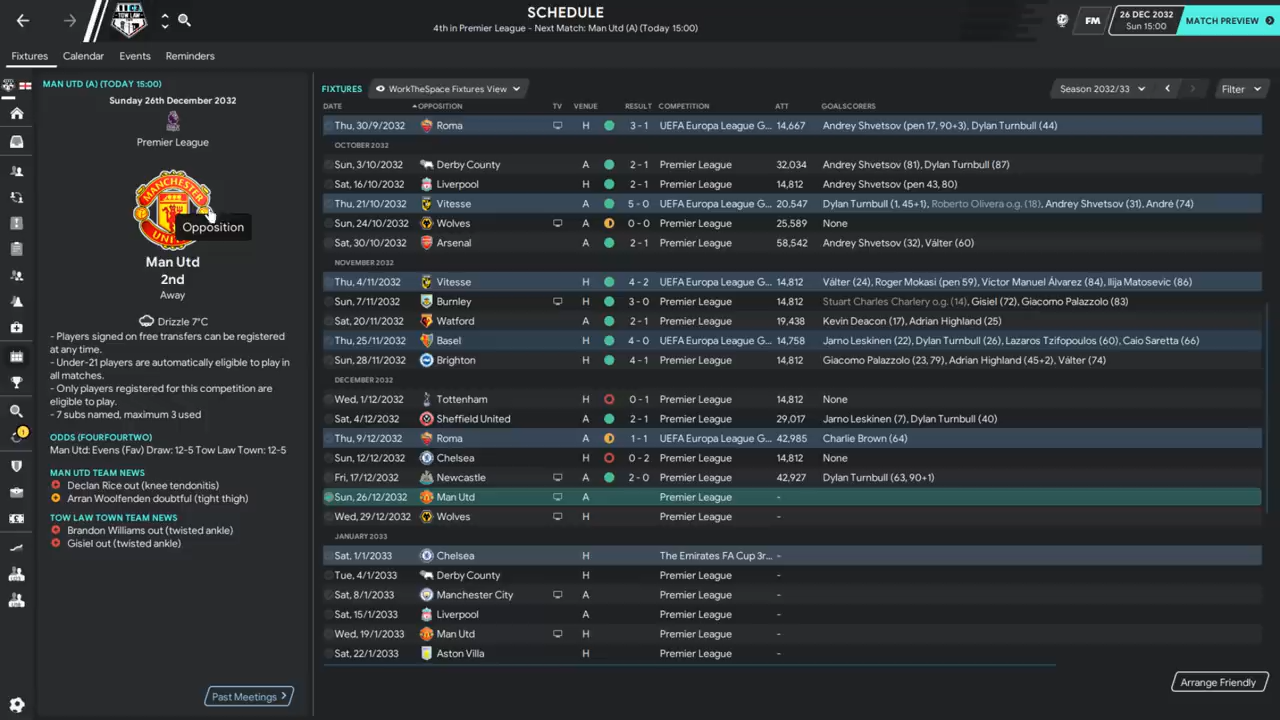 TOW LAW
SCHEDULE
4th in Premier League - Next Match: Man Utd (A) (Today 15:00)
FM
26 DEC 2032
Sun 15:00
MATCH PREVIEW
Fixtures Calendar Events Reminders
MAN UTD (A) (TODAY 15:00)
Sunday 26th December 2032
Premier League
MANCHESTER
UNITED
Opposition
Man Utd
2nd
Away
Drizzle 7°C
- Players signed on free transfers can be registered
at any time.
- Under-21 players are automatically eligible to play in
all matches.
- Only players registered for this competition are
eligible to play.
- 7 subs named, maximum 3 used
ODDS (FOURFOURTWO)
Man Utd: Evens (Fav) Draw: 12-5 Tow Law Town: 12-5
MAN UTD TEAM NEWS
Declan Rice out (knee tendonitis)
Arran Woolfenden doubtful (tight thigh)
TOW LAW TOWN TEAM NEWS
Brandon Williams out (twisted ankle)
Gisiel out (twisted ankle)
Past Meetings
FIXTURES WorkTheSpace Fixtures View Season 2032/33 Filter
DATE OPPOSITION TV VENUE RESULT COMPETITION ATT GOALSCORERS
Thu, 30/9/2032 Roma H 3 - 1 UEFA Europa League G... 14,667 Andrey Shvetsov (pen 17, 90+3), Dylan Turnbull (44)
OCTOBER 2032
Sun, 3/10/2032 Derby County A 2 - 1 Premier League 32,034 Andrey Shvetsov (81), Dylan Turnbull (87)
Sat, 16/10/2032 Liverpool H 2 - 1 Premier League 14,812 Andrey Shvetsov (pen 43, 80)
Thu, 21/10/2032 Vitesse A 5 - 0 UEFA Europa League G... 20,547 Dylan Turnbull (1, 45+1), Roberto Olivera o.g. (18), Andrey Shvetsov (31), André (74)
Sun, 24/10/2032 Wolves A 0 - 0 Premier League 25,589 None
Sat, 30/10/2032 Arsenal A 2 - 1 Premier League 58,542 Andrey Shvetsov (32), Válter (60)
NOVEMBER 2032
Thu, 4/11/2032 Vitesse H 4 - 2 UEFA Europa League G... 14,812 Válter (24), Roger Mokasi (pen 59), Víctor Manuel Álvarez (84), Ilija Matosevic (86)
Sun, 7/11/2032 Burnley H 3 - 0 Premier League 14,812 Stuart Charles Charlery o.g. (14), Gisiel (72), Giacomo Palazzolo (83)
Sat, 20/11/2032 Watford A 2 - 1 Premier League 19,438 Kevin Deacon (17), Adrian Highland (25)
Thu, 25/11/2032 Basel H 4 - 0 UEFA Europa League G... 14,758 Jarno Leskinen (22), Dylan Turnbull (26), Lazaros Tzifopoulos (60), Caio Saretta (66)
Sun, 28/11/2032 Brighton H 4 - 1 Premier League 14,812 Giacomo Palazzolo (23, 79), Adrian Highland (45+2), Válter (74)
DECEMBER 2032
Wed, 1/12/2032 Tottenham H 0 - 1 Premier League 14,812 None
Sat, 4/12/2032 Sheffield United A 2 - 1 Premier League 29,017 Jarno Leskinen (7), Dylan Turnbull (40)
Thu, 9/12/2032 Roma A 1 - 1 UEFA Europa League G... 42,985 Charlie Brown (64)
Sun, 12/12/2032 Chelsea H 0 - 2 Premier League 14,812 None
Fri, 17/12/2032 Newcastle A 2 - 0 Premier League 42,927 Dylan Turnbull (63, 90+1)
Sun, 26/12/2032 Man Utd A Premier League -
Wed, 29/12/2032 Wolves H Premier League -
JANUARY 2033
Sat, 1/1/2033 Chelsea H The Emirates FA Cup 3r... -
Tue, 4/1/2033 Derby County H Premier League -
Sat, 8/1/2033 Manchester City A Premier League -
Sat, 15/1/2033 Liverpool A Premier League -
Wed, 19/1/2033 Man Utd H Premier League -
Sat, 22/1/2033 Aston Villa H Premier League -
Arrange Friendly